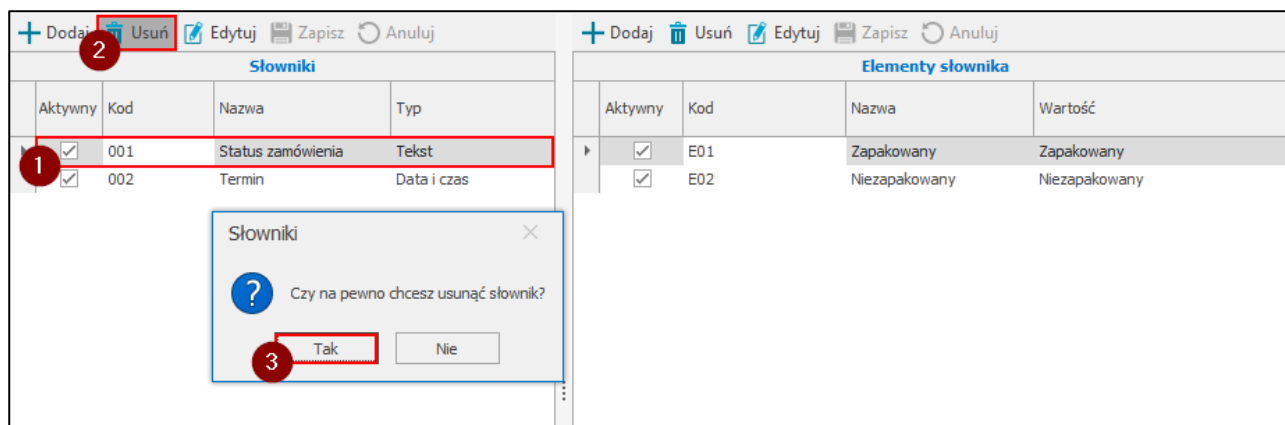 Dodaj Usuń Edytuj Zapisz Anuluj
2
Słowniki
Aktywny Kod Nazwa Typ
001 Status zamówienia Tekst
1
002 Termin Data i czas
Słowniki
Czy na pewno chcesz usunąć słownik?
Tak Nie
3
Dodaj Usuń Edytuj Zapisz Anuluj
Elementy słownika
Aktywny Kod Nazwa Wartość
E01 Zapakowany Zapakowany
E02 Niezapakowany Niezapakowany